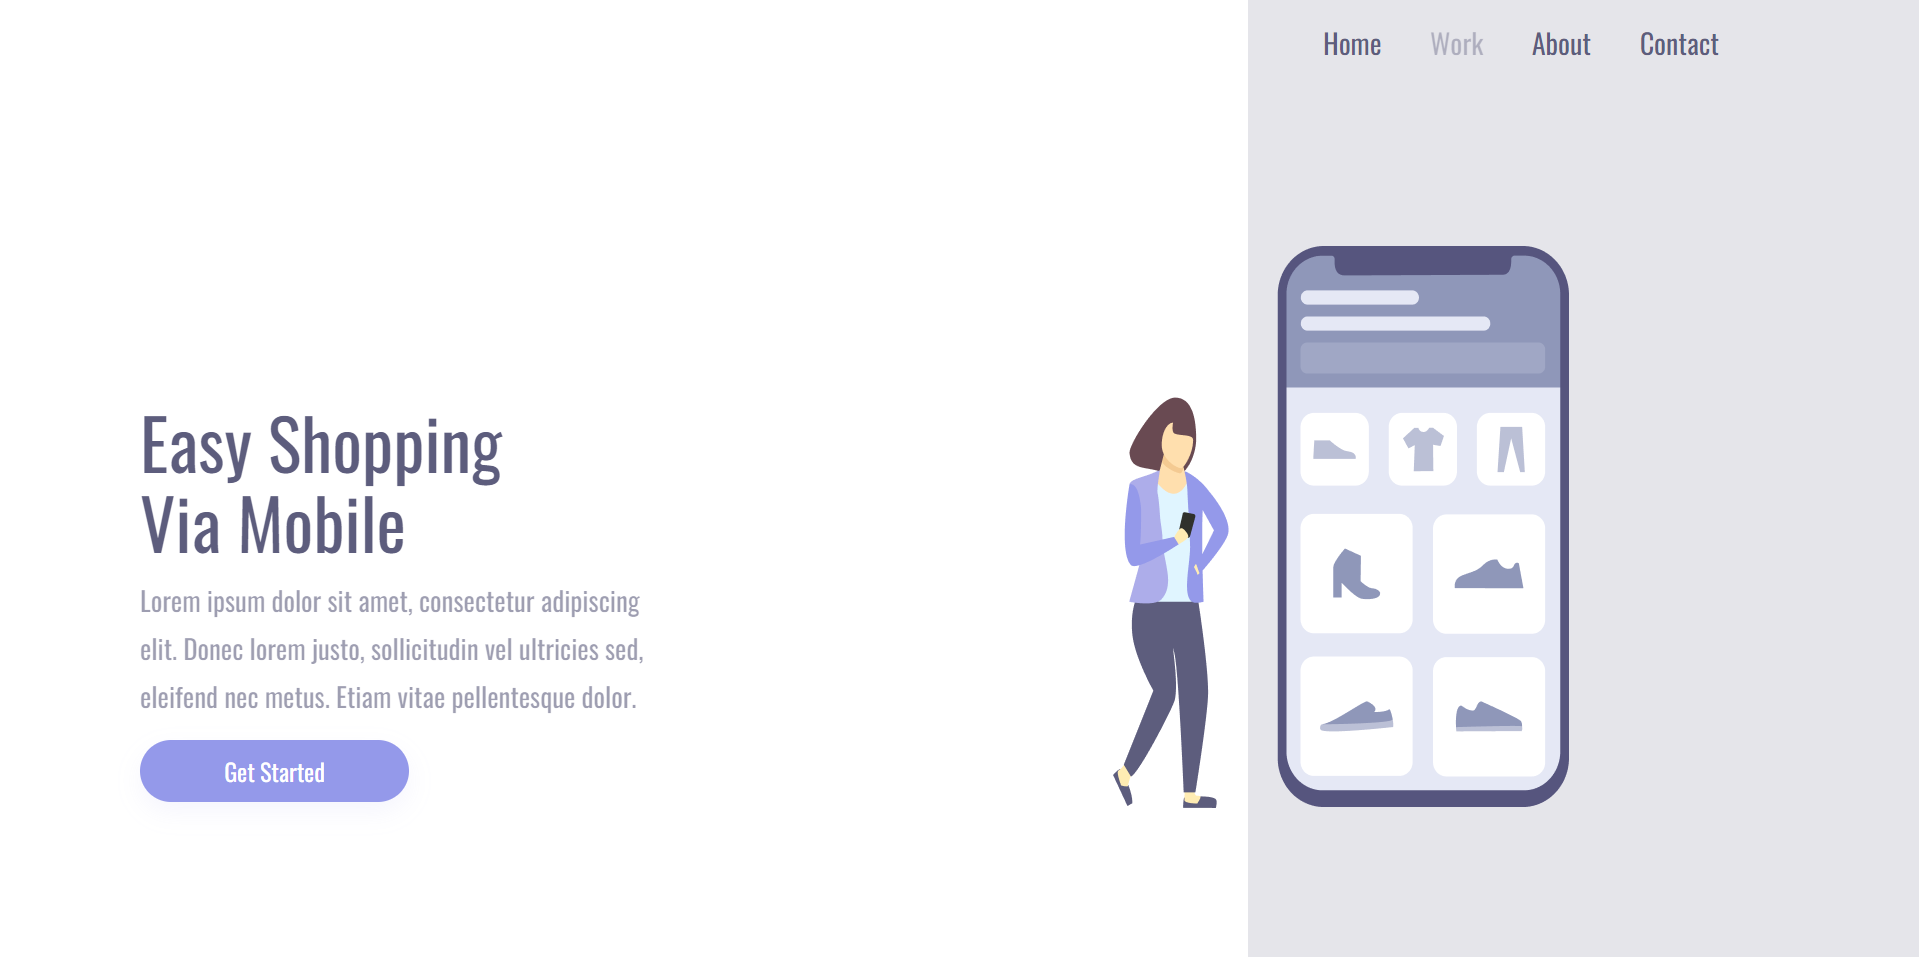 Home Work About Contact
Easy Shopping
Via Mobile
Lorem ipsum dolor sit amet, consectetur adipiscing
elit. Donec lorem justo, sollicitudin vel ultricies sed,
eleifend nec metus. Etiam vitae pellentesque dolor.
Get Started